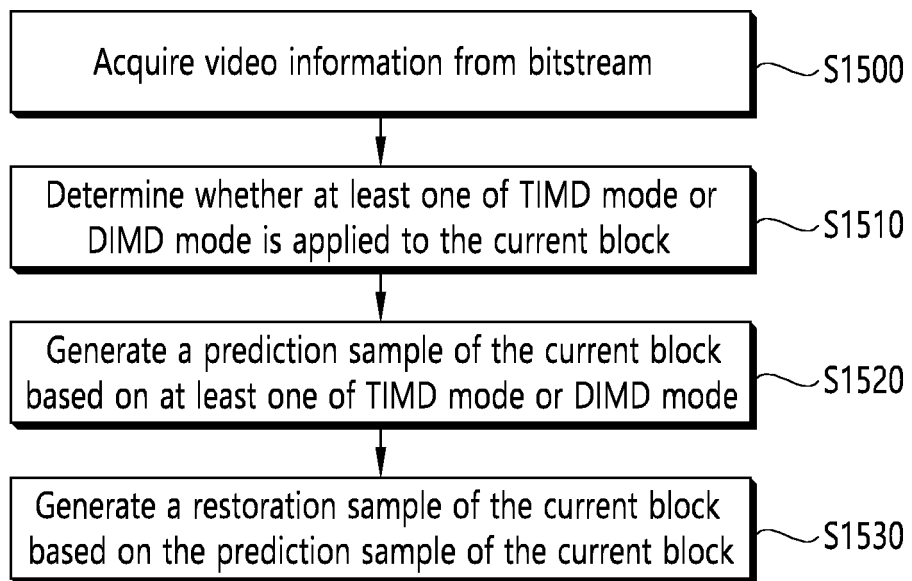 Acquire video information from bitstream
S1500
Determine whether at least one of TIMD mode or
DIMD mode is applied to the current block
S1510
Generate a prediction sample of the current block
based on at least one of TIMD mode or DIMD mode
S1520
Generate a restoration sample of the current block
based on the prediction sample of the current block
S1530